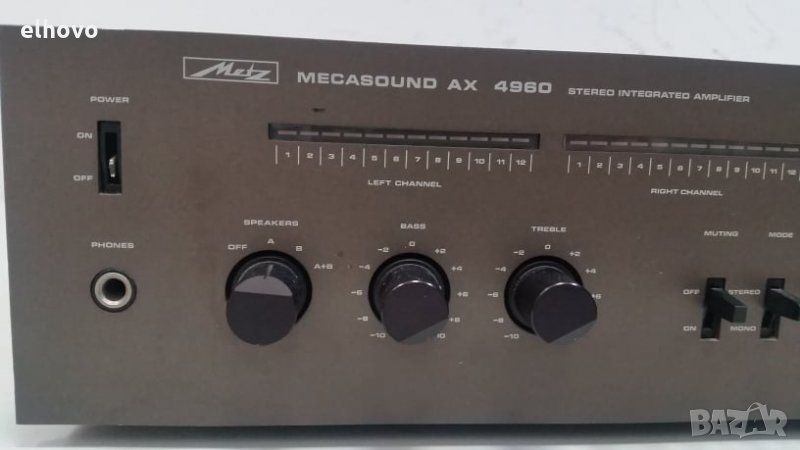 elhovo
Metz MECASOUND AX 4960 STEREO INTEGRATED AMPLIFIER
POWER
ON
OFF
1 2 3 4 5 6 7 8 9 10 11 12
LEFT CHANNEL
1 2 3 4 5 6 7 8 9 10 11 12
RIGHT CHANNEL
PHONES
SPEAKERS
OFF A B A+B
BASS
-10 -8 -6 -4 -2 0 +2 +4 +6 +8 10
TREBLE
-10 -8 -6 -4 -2 0 +2 +4 +6
MUTING
OFF
ON
MODE
STEREO
MONO
BAZAR